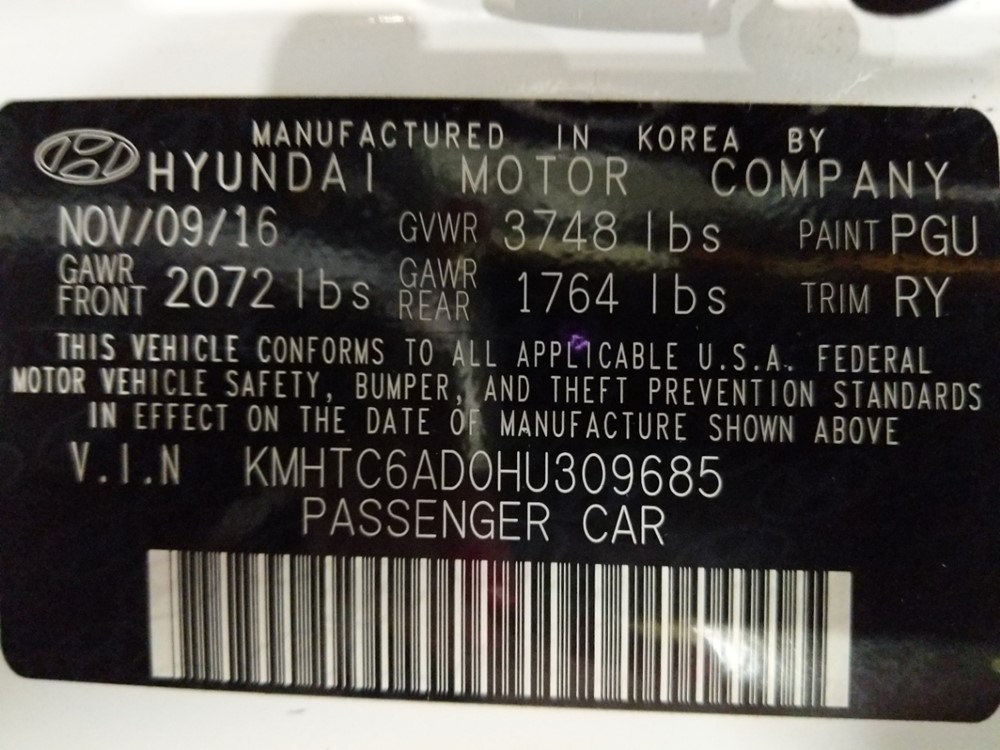 MANUFACTURED IN KOREA BY
HYUNDAI MOTOR COMPANY
NOV/09/16 GVWR 3748 lbs PAINT PGU
GAWR FRONT 2072 lbs GAWR REAR 1764 lbs TRIM RY
THIS VEHICLE CONFORMS TO ALL APPLICABLE U.S.A. FEDERAL
MOTOR VEHICLE SAFETY, BUMPER, AND THEFT PREVENTION STANDARDS
IN EFFECT ON THE DATE OF MANUFACTURE SHOWN ABOVE
V.I.N KMHTC6AD0HU309685
PASSENGER CAR